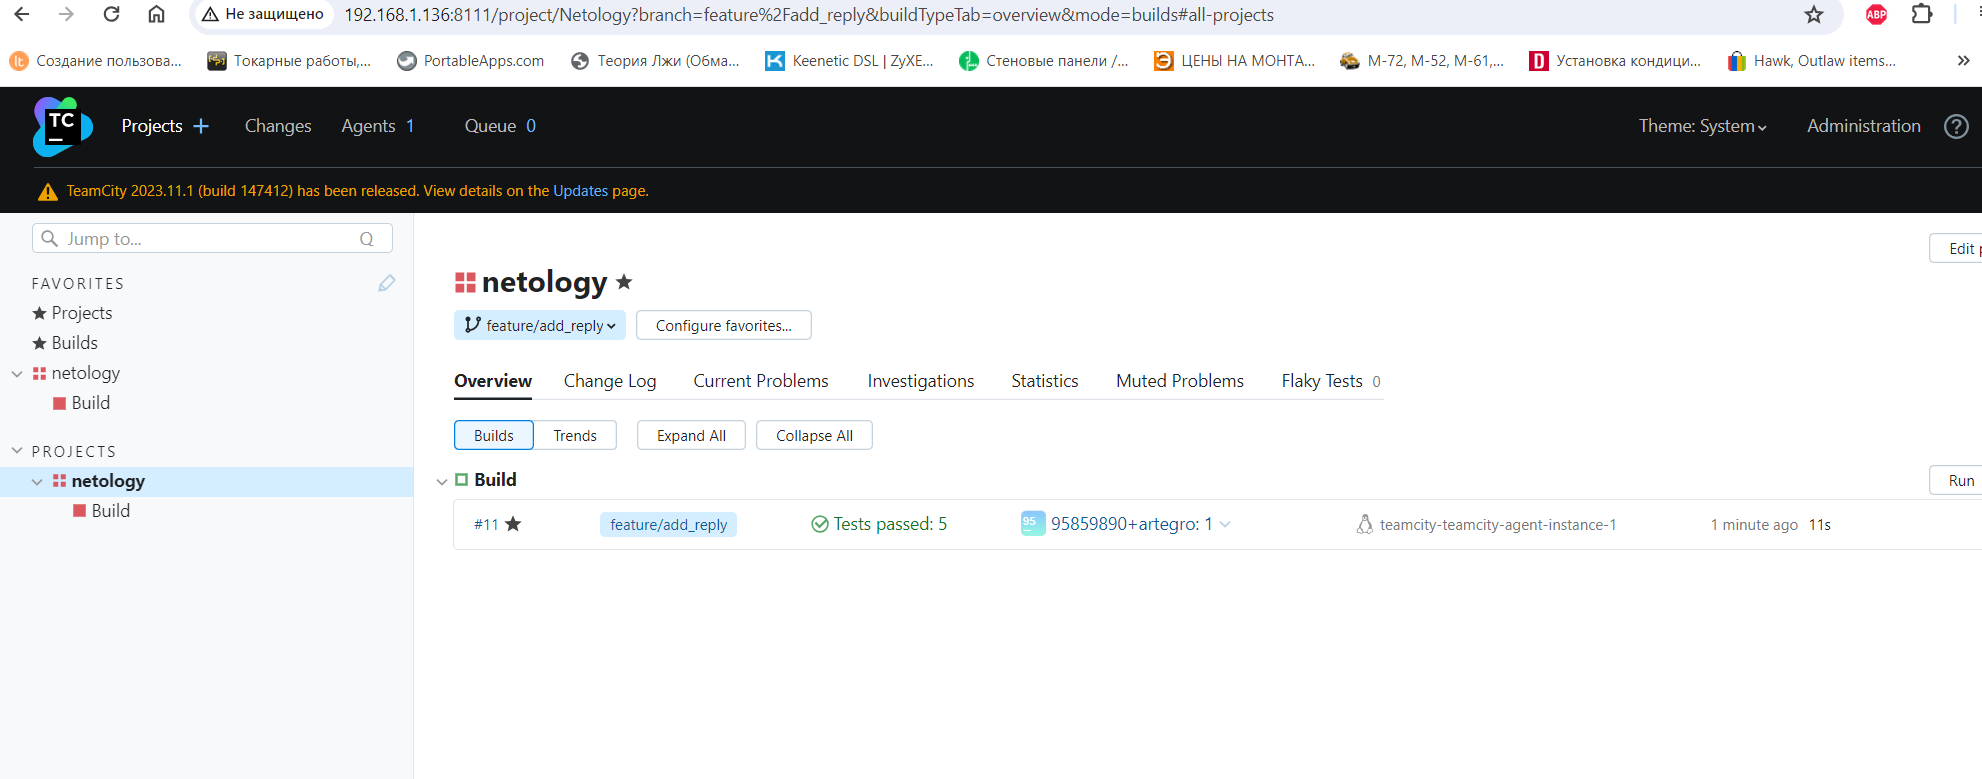 Не защищено 192.168.1.136:8111/project/Netology?branch=feature%2Fadd_reply&buildTypeTab=overview&mode=builds#all-projects ABP
lt Создание пользова... Токарные работы,... PortableApps.com Теория Лжи (Обма... Keenetic DSL | ZyXE... Стеновые панели /... ЦЕНЫ НА МОНТА... М-72, М-52, М-61,... D Установка кондици... Hawk, Outlaw items... »
TC Projects + Changes Agents 1 Queue 0 Theme: System Administration ?
TeamCity 2023.11.1 (build 147412) has been released. View details on the Updates page.
Jump to... Q
FAVORITES
Projects
Builds
netology
Build
PROJECTS
netology
Build
Edit
netology
feature/add_reply Configure favorites...
Overview Change Log Current Problems Investigations Statistics Muted Problems Flaky Tests 0
Builds Trends Expand All Collapse All
Build Run
#11 feature/add_reply Tests passed: 5 95 95859890+artegro: 1 teamcity-teamcity-agent-instance-1 1 minute ago 11s